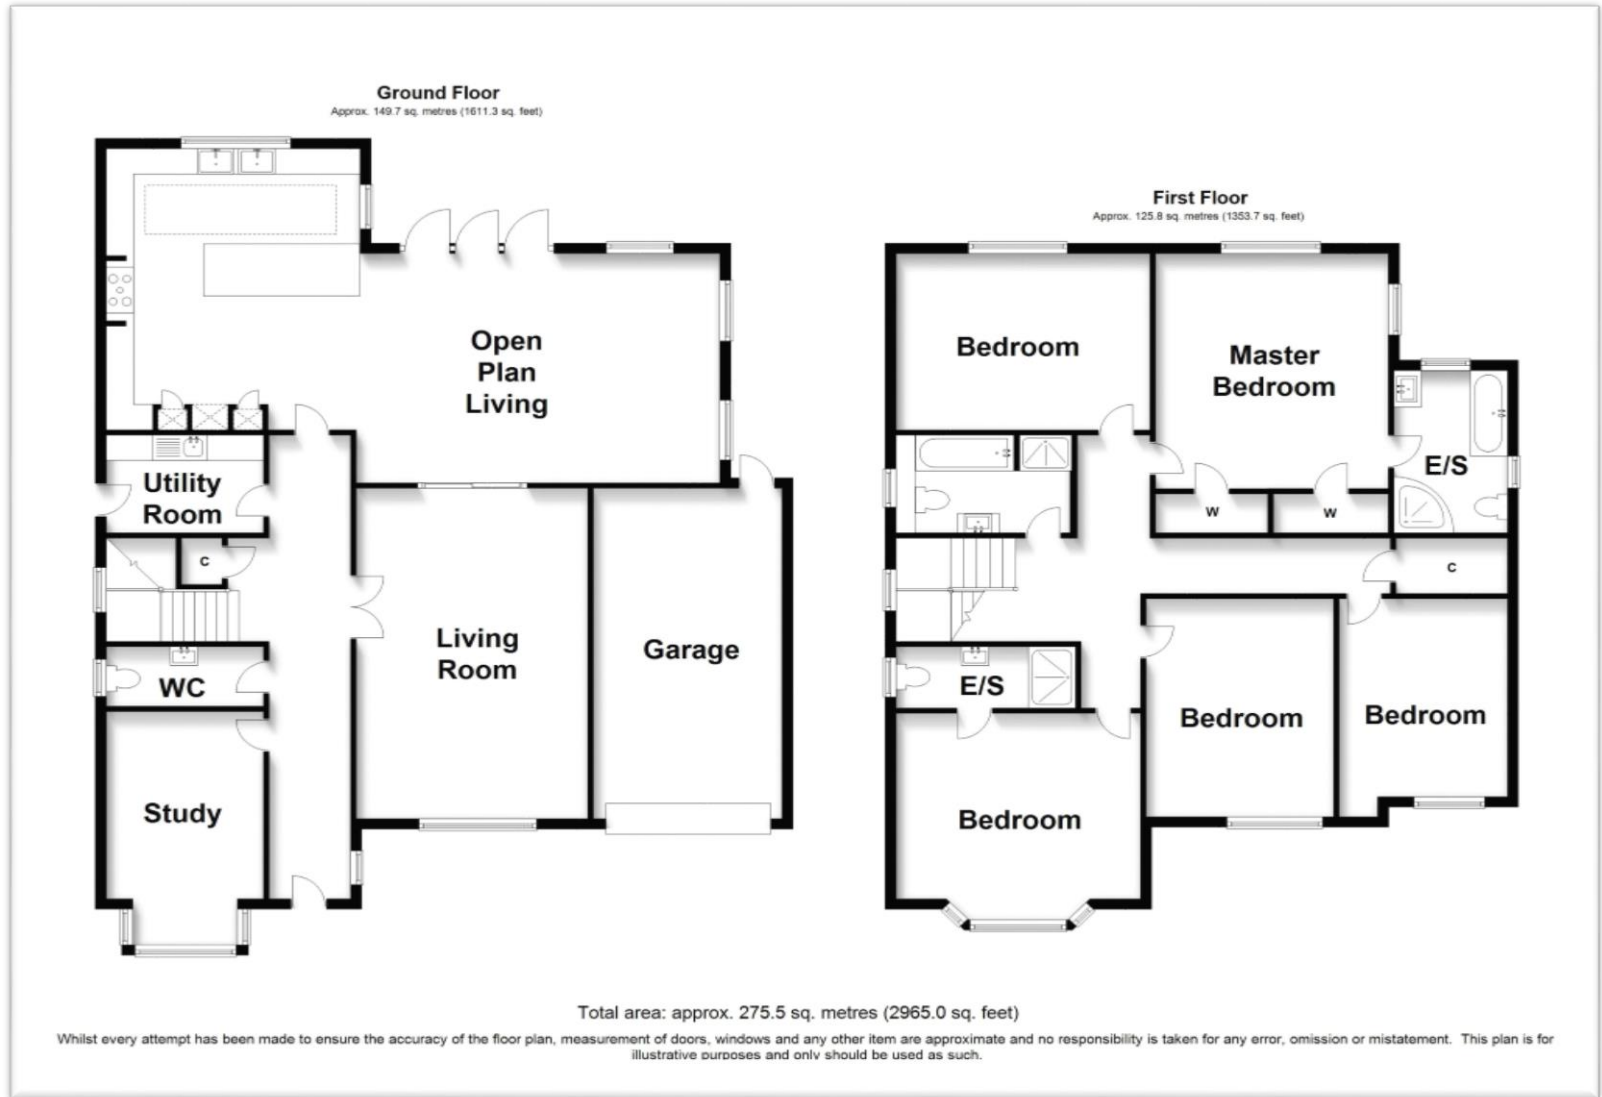 Ground Floor
Approx. 149.7 sq. metres (1611.3 sq. feet)
Open
Plan
Living
Utility
Room
C
WC
Study
Living
Room
Garage
First Floor
Approx. 125.8 sq. metres (1353.7 sq. feet)
Bedroom
Master
Bedroom
E/S
W
W
C
E/S
Bedroom
Bedroom
Bedroom
Total area: approx. 275.5 sq. metres (2965.0 sq. feet)
Whilst every attempt has been made to ensure the accuracy of the floor plan, measurement of doors, windows and any other item are approximate and no responsibility is taken for any error, omission or mistatement. This plan is for
illustrative purposes and only should be used as such.